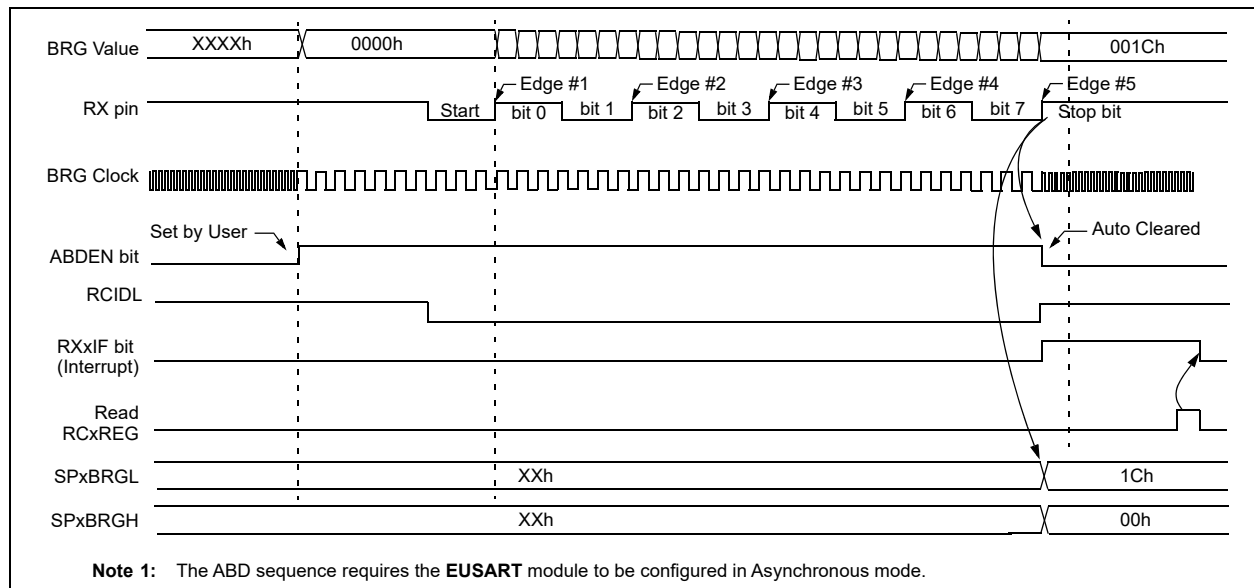 BRG Value XXXXh 0000h 001Ch
Edge #1 Edge #2 Edge #3 Edge #4 Edge #5
RX pin Start bit 0 bit 1 bit 2 bit 3 bit 4 bit 5 bit 6 bit 7 Stop bit
BRG Clock
Set by User Auto Cleared
ABDEN bit
RCIDL
RXxIF bit
(Interrupt)
Read
RCxREG
SPxBRGL XXh 1Ch
SPxBRGH XXh 00h
Note 1: The ABD sequence requires the EUSART module to be configured in Asynchronous mode.